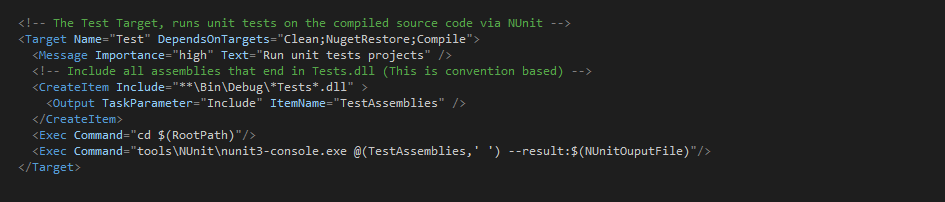 <!-- The Test Target, runs unit tests on the compiled source code via NUnit -->
<Target Name="Test" DependsOnTargets="Clean;NugetRestore;Compile">
<Message Importance="high" Text="Run unit tests projects" />
<!-- Include all assemblies that end in Tests.dll (This is convention based) -->
<CreateItem Include="**\Bin\Debug\*Tests*.dll" >
<Output TaskParameter="Include" ItemName="TestAssemblies" />
</CreateItem>
<Exec Command="cd $(RootPath)"/>
<Exec Command="tools\NUnit\nunit3-console.exe @(TestAssemblies,' ') --result:$(NUnitOuputFile)"/>
</Target>